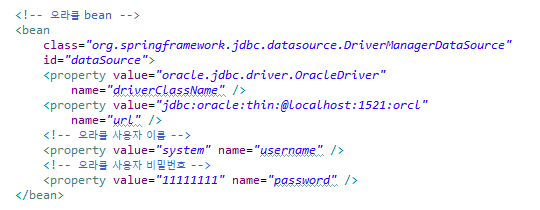 <!-- 오라클 bean -->
<bean
class="org.springframework.jdbc.datasource.DriverManagerDataSource"
id="dataSource">
<property value="oracle.jdbc.driver.OracleDriver"
name="driverClassName" />
<property value="jdbc:oracle:thin:@localhost:1521:orcl"
name="url" />
<!-- 오라클 사용자 이름 -->
<property value="system" name="username" />
<!-- 오라클 사용자 비밀번호 -->
<property value="11111111" name="password" />
</bean>